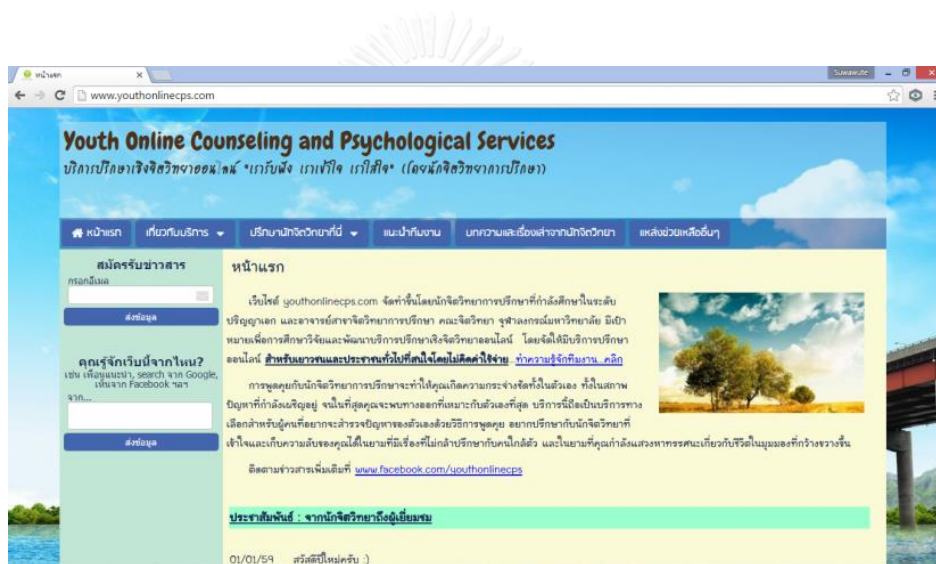 หน้าแรก
Suwawute
www.youthonlinecps.com
Youth Online Counseling and Psychological Services
บริการปรึกษาเชิงจิตวิทยาออนไลน์ "เรารับฟัง เราเข้าใจ เราใส่ใจ" (โดยนักจิตวิทยาการปรึกษา)
หน้าแรก เกี่ยวกับบริการ ปรึกษานักจิตวิทยาที่นี่ แนะนำทีมงาน บทความและเรื่องเล่าจากนักจิตวิทยา แหล่งช่วยเหลืออื่นๆ
สมัครรับข่าวสาร
กรอกอีเมล
ส่งข้อมูล
คุณรู้จักเว็บนี้จากไหน?
เช่น เพื่อนแนะนำ, search จาก Google,
เห็นจาก Facebook ฯลฯ
จาก...
ส่งข้อมูล
หน้าแรก
เว็บไซต์ youthonlinecps.com จัดทำขึ้นโดยนักจิตวิทยาการปรึกษาที่กำลังศึกษาในระดับ
ปริญญาเอก และอาจารย์สาขาจิตวิทยาการปรึกษา คณะจิตวิทยา จุฬาลงกรณ์มหาวิทยาลัย มีเป้า
หมายเพื่อการศึกษาวิจัยและพัฒนาบริการปรึกษาเชิงจิตวิทยาออนไลน์ โดยจัดให้มีบริการปรึกษา
ออนไลน์ สำหรับเยาวชนและประชาชนทั่วไปที่สนใจโดยไม่คิดค่าใช้จ่าย...ทำความรู้จักทีมงาน...คลิก
การพูดคุยกับนักจิตวิทยาการปรึกษาจะทำให้คุณเกิดความกระจ่างชัดทั้งในตัวเอง ทั้งในสภาพ
ปัญหาที่กำลังเผชิญอยู่ จนในที่สุดคุณจะพบทางออกที่เหมาะกับตัวเองที่สุด บริการนี้ถือเป็นบริการทาง
เลือกสำหรับผู้คนที่อยากจะสำรวจปัญหาของตัวเองด้วยวิธีการพูดคุย อยากปรึกษากับนักจิตวิทยาที่
เข้าใจและเก็บความลับของคุณได้ในยามที่มีเรื่องที่ไม่กล้าปรึกษากับคนใกล้ตัว และในยามที่คุณกำลังแสวงหาทรรศนะเกี่ยวกับชีวิตในมุมมองที่กว้างขวางขึ้น
ติดตามข่าวสารเพิ่มเติมที่ www.facebook.com/youthonlinecps
ประชาสัมพันธ์ : จากนักจิตวิทยาถึงผู้เยี่ยมชม
01/01/59 สวัสดีปีใหม่ครับ :)